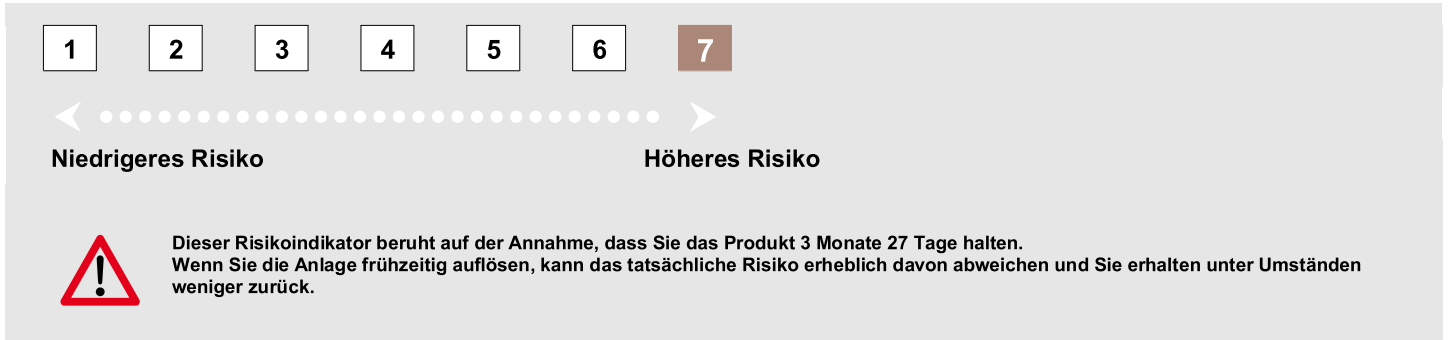 1 2 3 4 5 6 7
Niedrigeres Risiko Höheres Risiko
Dieser Risikoindikator beruht auf der Annahme, dass Sie das Produkt 3 Monate 27 Tage halten.
Wenn Sie die Anlage frühzeitig auflösen, kann das tatsächliche Risiko erheblich davon abweichen und Sie erhalten unter Umständen
weniger zurück.